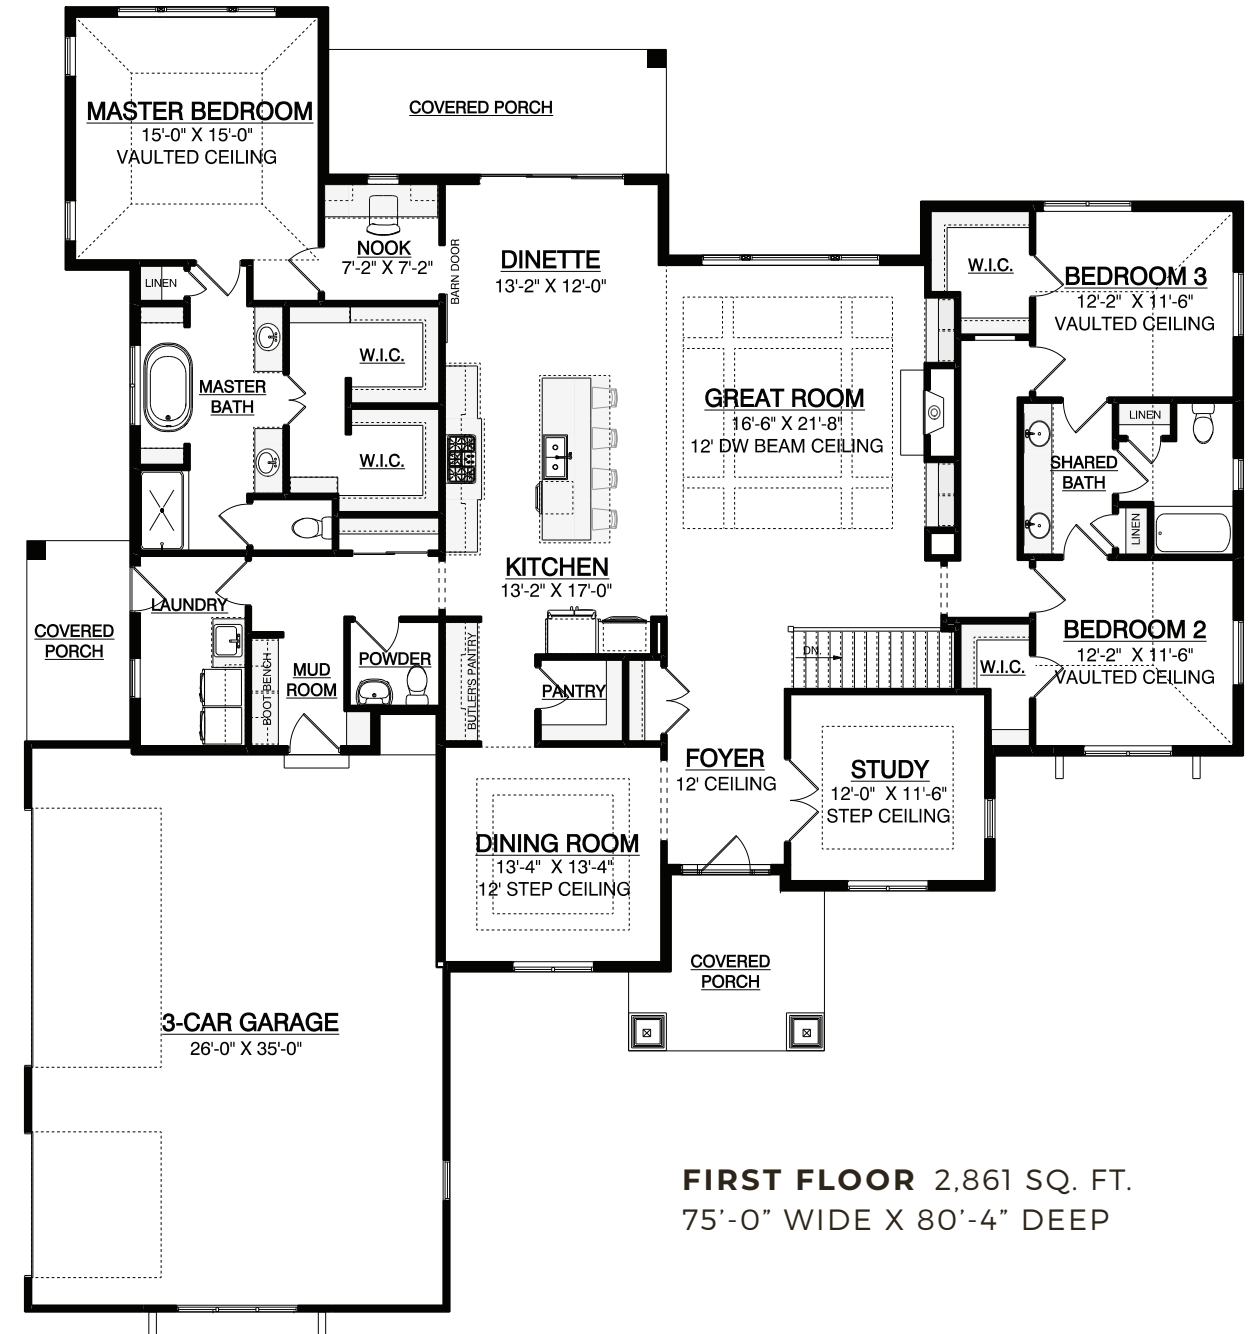 MASTER BEDROOM
15'-0" X 15'-0"
VAULTED CEILING
COVERED PORCH
NOOK
7'-2" X 7'-2"
BARN DOOR
DINETTE
13'-2" X 12'-0"
W.I.C.
BEDROOM 3
12'-2" X 11'-6"
VAULTED CEILING
LINEN
MASTER
BATH
W.I.C.
W.I.C.
GREAT ROOM
16'-6" X 21'-8"
12' DW BEAM CEILING
LINEN
SHARED
BATH
LINEN
KITCHEN
13'-2" X 17'-0"
LAUNDRY
COVERED
PORCH
BOOT BENCH
MUD
ROOM
POWDER
BUTLER'S PANTRY
PANTRY
DN.
BEDROOM 2
12'-2" X 11'-6"
VAULTED CEILING
W.I.C.
FOYER
12' CEILING
STUDY
12'-0" X 11'-6"
STEP CEILING
DINING ROOM
13'-4" X 13'-4"
12' STEP CEILING
COVERED
PORCH
3-CAR GARAGE
26'-0" X 35'-0"
FIRST FLOOR 2,861 SQ. FT.
75’-0” WIDE X 80’-4” DEEP